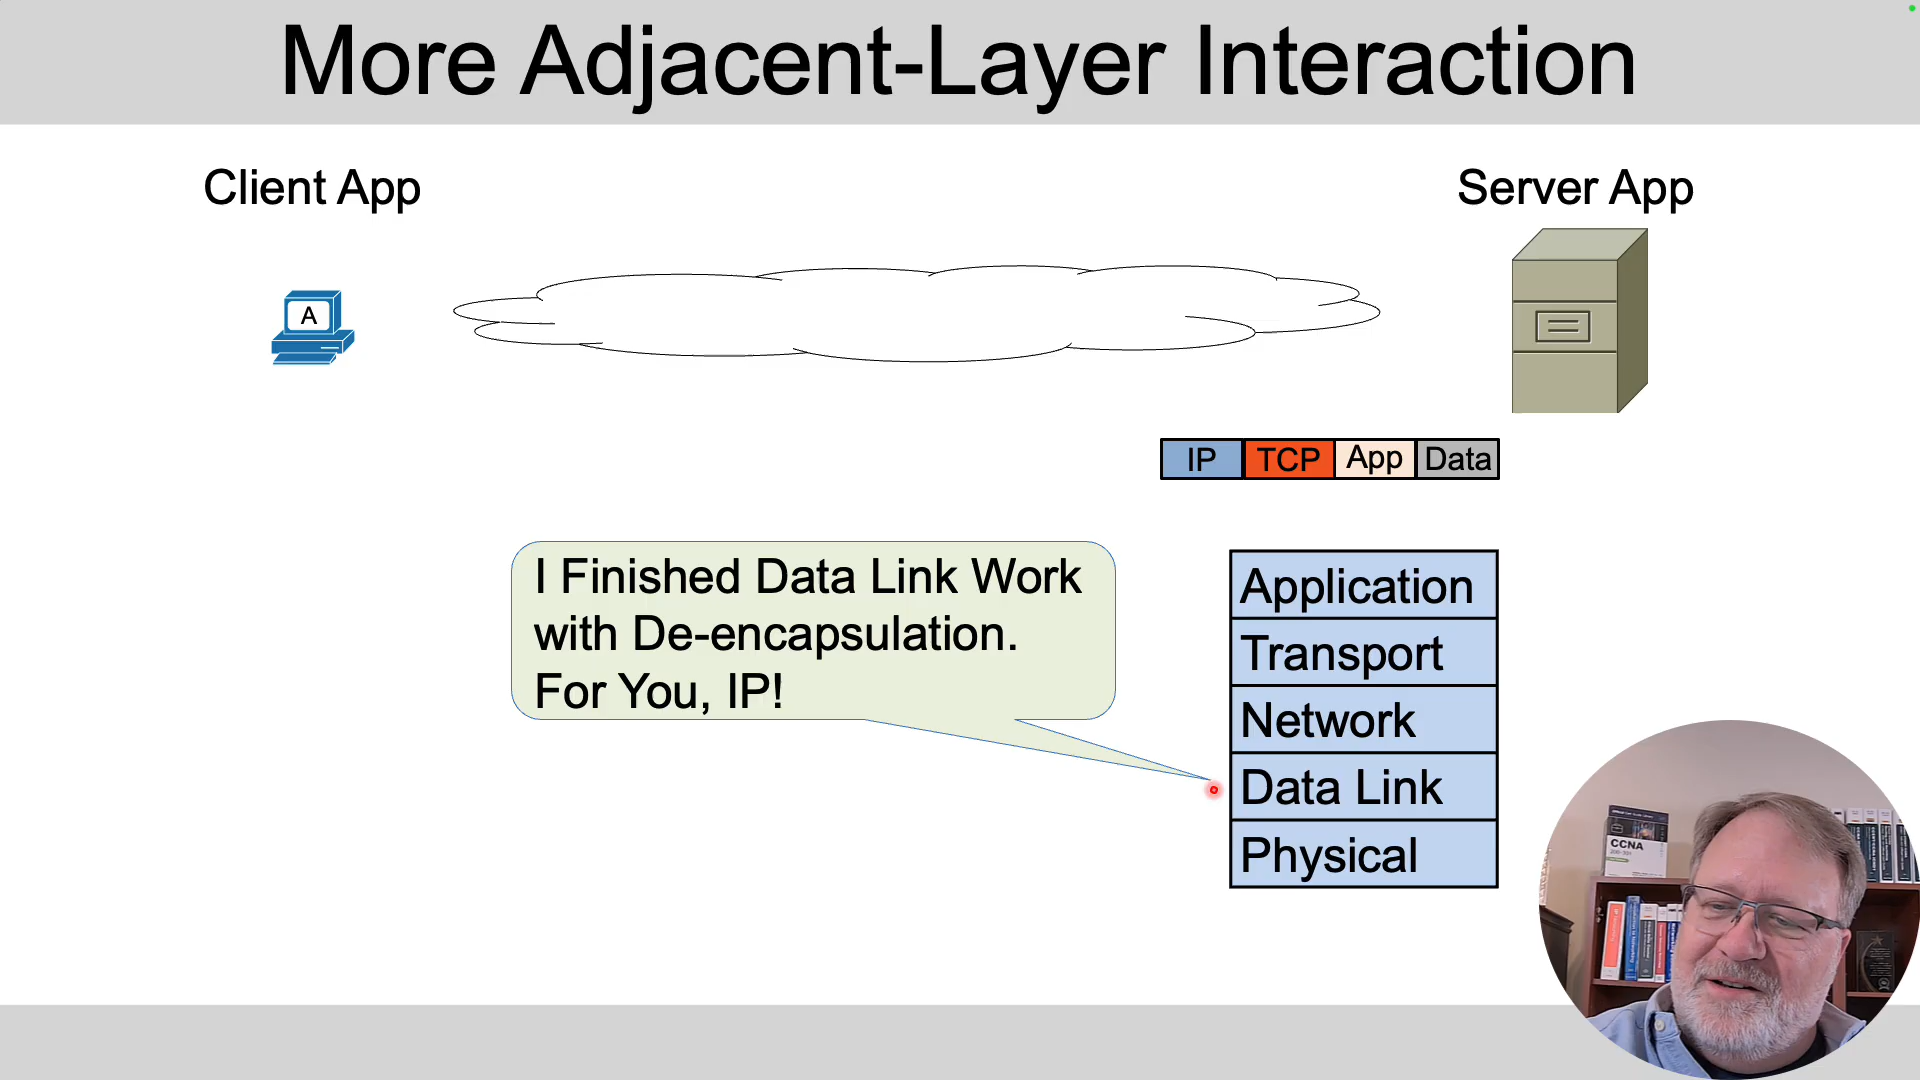 More Adjacent-Layer Interaction
Client App
Server App
A
IP TCP App Data
I Finished Data Link Work
with De-encapsulation.
For You, IP!
Application
Transport
Network
Data Link
Physical
CCNA